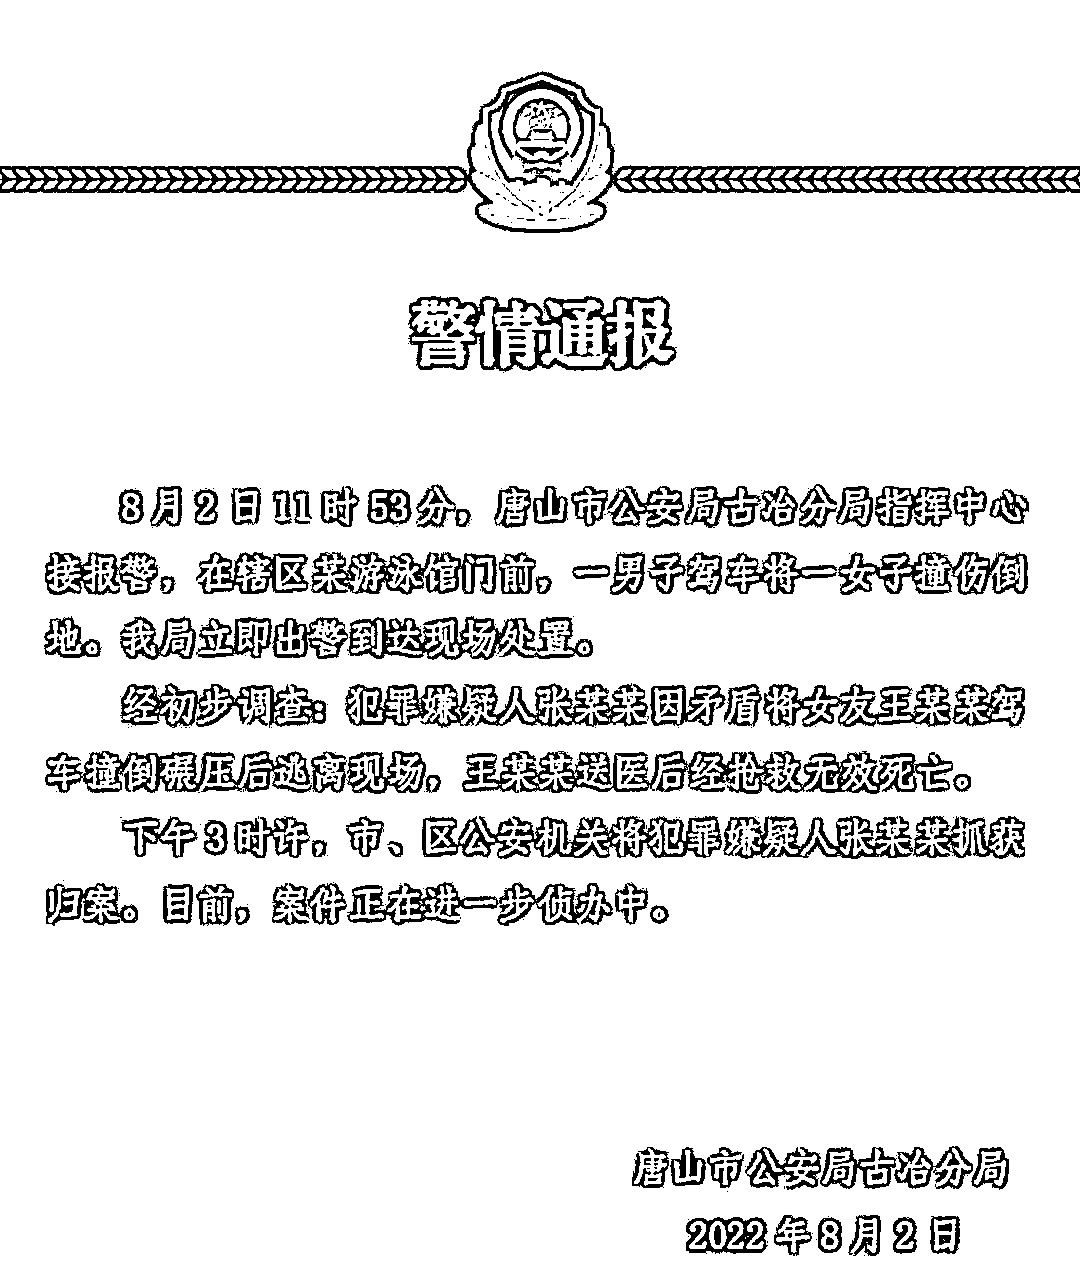 警情通报
8月2日11时53分，唐山市公安局古冶分局指挥中心
接报警，在辖区某游泳馆门前，一男子驾车将一女子撞伤倒
地。我局立即出警到达现场处置。
经初步调查：犯罪嫌疑人张某某因矛盾将女友王某某驾
车撞倒碾压后逃离现场，王某某送医后经抢救无效死亡。
下午3时许，市、区公安机关将犯罪嫌疑人张某某抓获
归案。目前，案件正在进一步侦办中。
唐山市公安局古冶分局
2022年8月2日